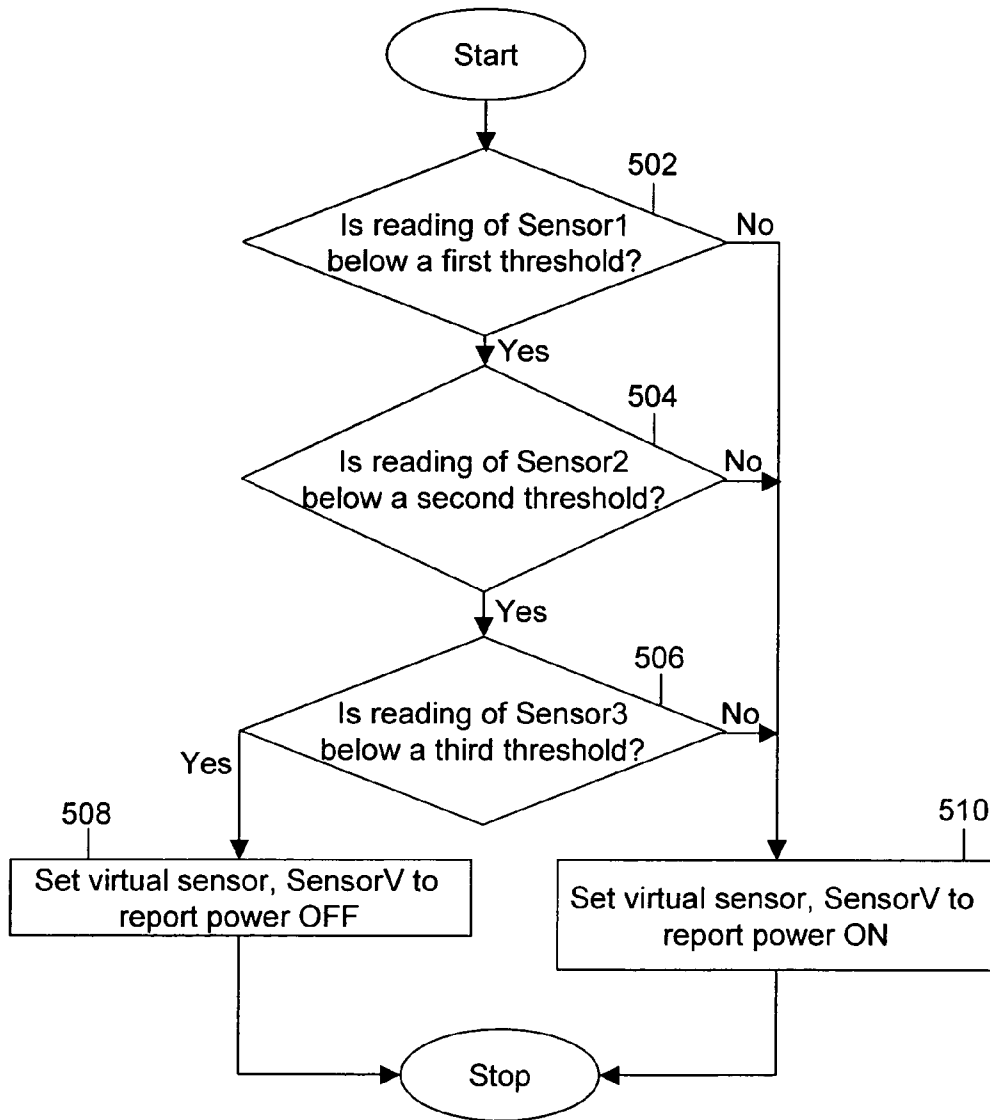 Start
502
Is reading of Sensor1
below a first threshold?
No
Yes
504
Is reading of Sensor2
below a second threshold?
No
Yes
506
Is reading of Sensor3
below a third threshold?
No
Yes
508
Set virtual sensor, SensorV to
report power OFF
510
Set virtual sensor, SensorV to
report power ON
Stop